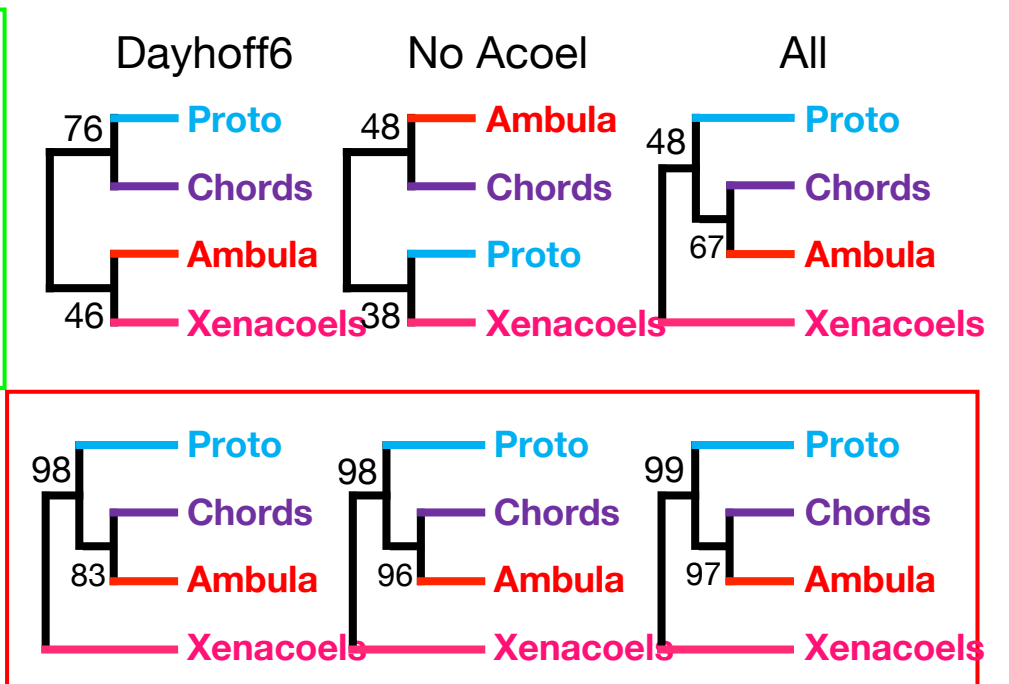 Dayhoff6 No Acoel All
76 Proto 48 Ambula 48 Proto
Chords Chords Chords
Ambula Proto 67 Ambula
46 Xenacoels 38 Xenacoels Xenacoels
98 Proto 98 Proto 99 Proto
Chords Chords Chords
83 Ambula 96 Ambula 97 Ambula
Xenacoels Xenacoels Xenacoels